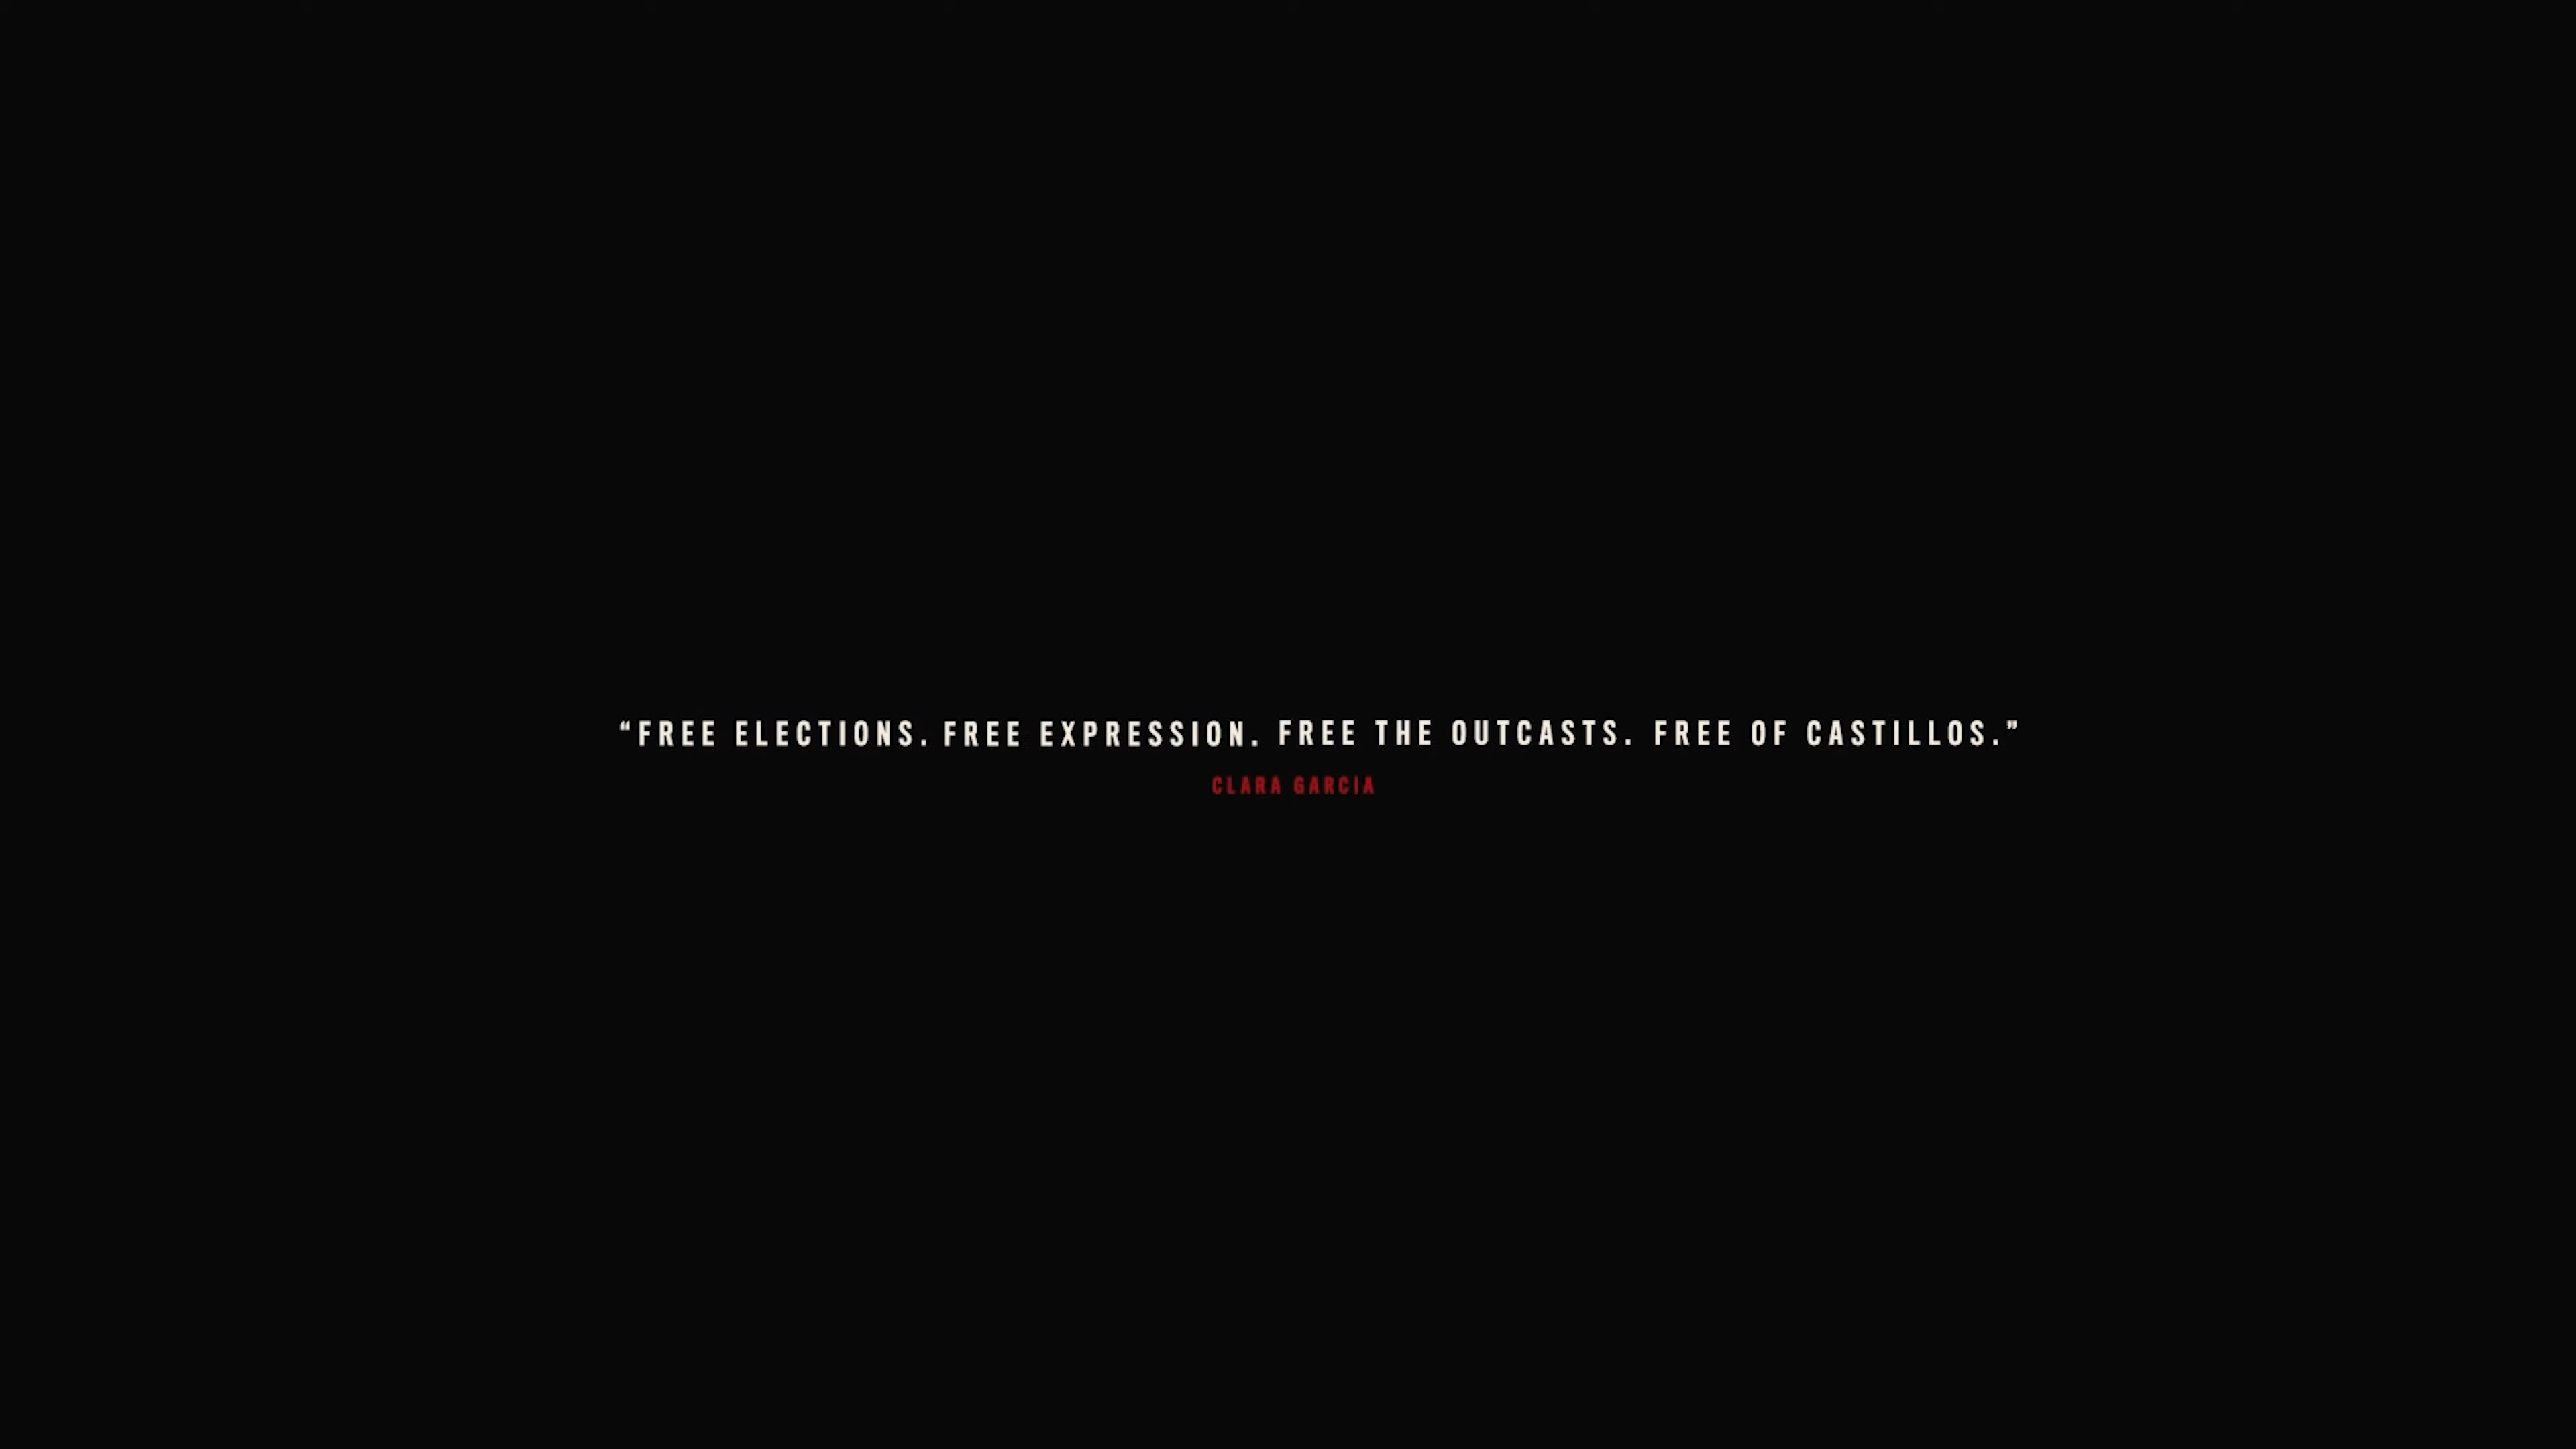 “FREE ELECTIONS. FREE EXPRESSION. FREE THE OUTCASTS. FREE OF CASTILLOS.”
CLARA GARCIA